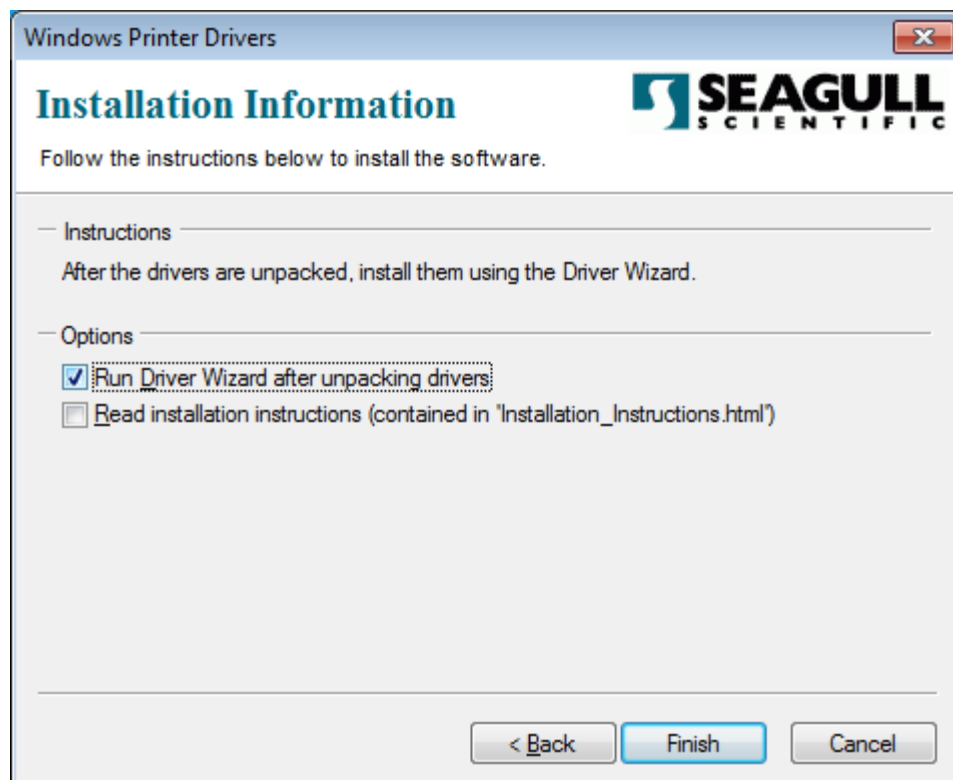 Windows Printer Drivers
Installation Information
SEAGULL
SCIENTIFIC
Follow the instructions below to install the software.
Instructions
After the drivers are unpacked, install them using the Driver Wizard.
Options
Run Driver Wizard after unpacking drivers
Read installation instructions (contained in 'Installation_Instructions.html')
< Back Finish Cancel